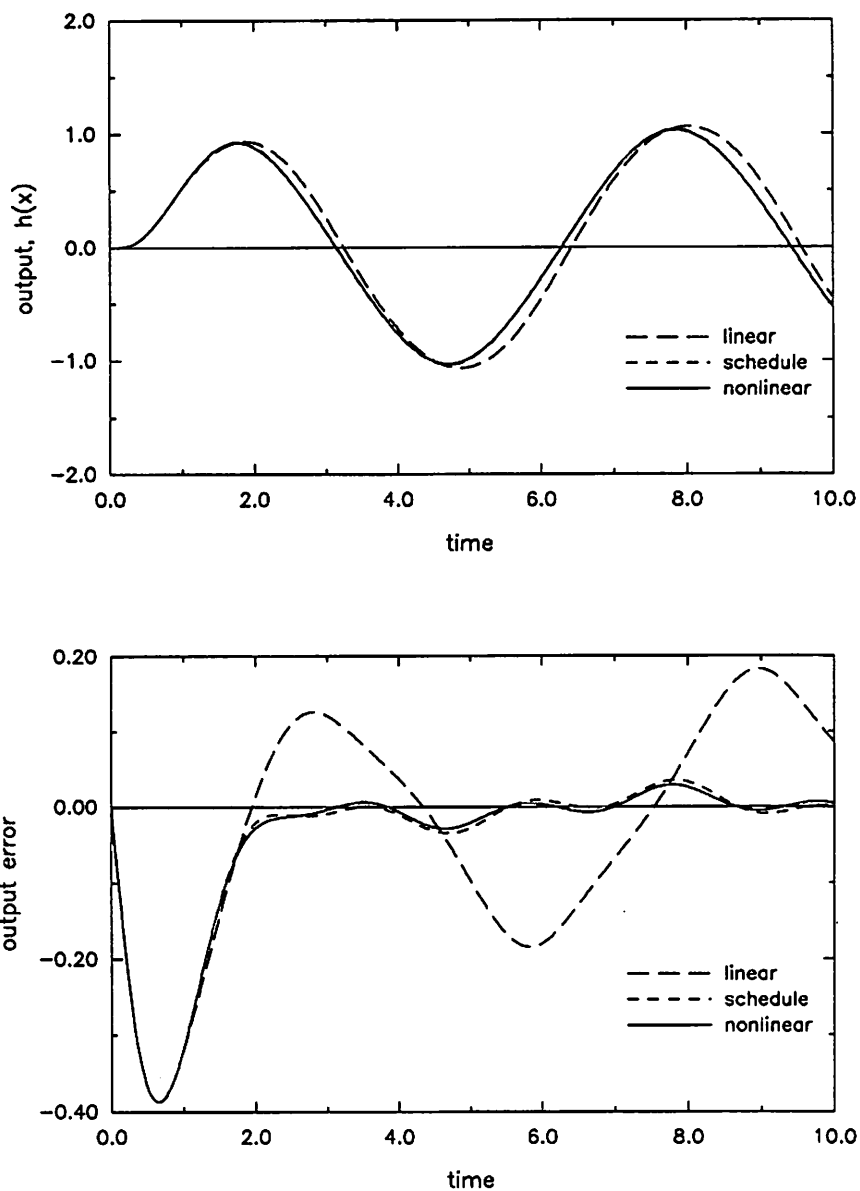 2.0
1.0
0.0
-1.0
-2.0
output, h(x)
linear
schedule
nonlinear
0.0 2.0 4.0 6.0 8.0 10.0
time
0.20
0.00
-0.20
-0.40
output error
linear
schedule
nonlinear
0.0 2.0 4.0 6.0 8.0 10.0
time